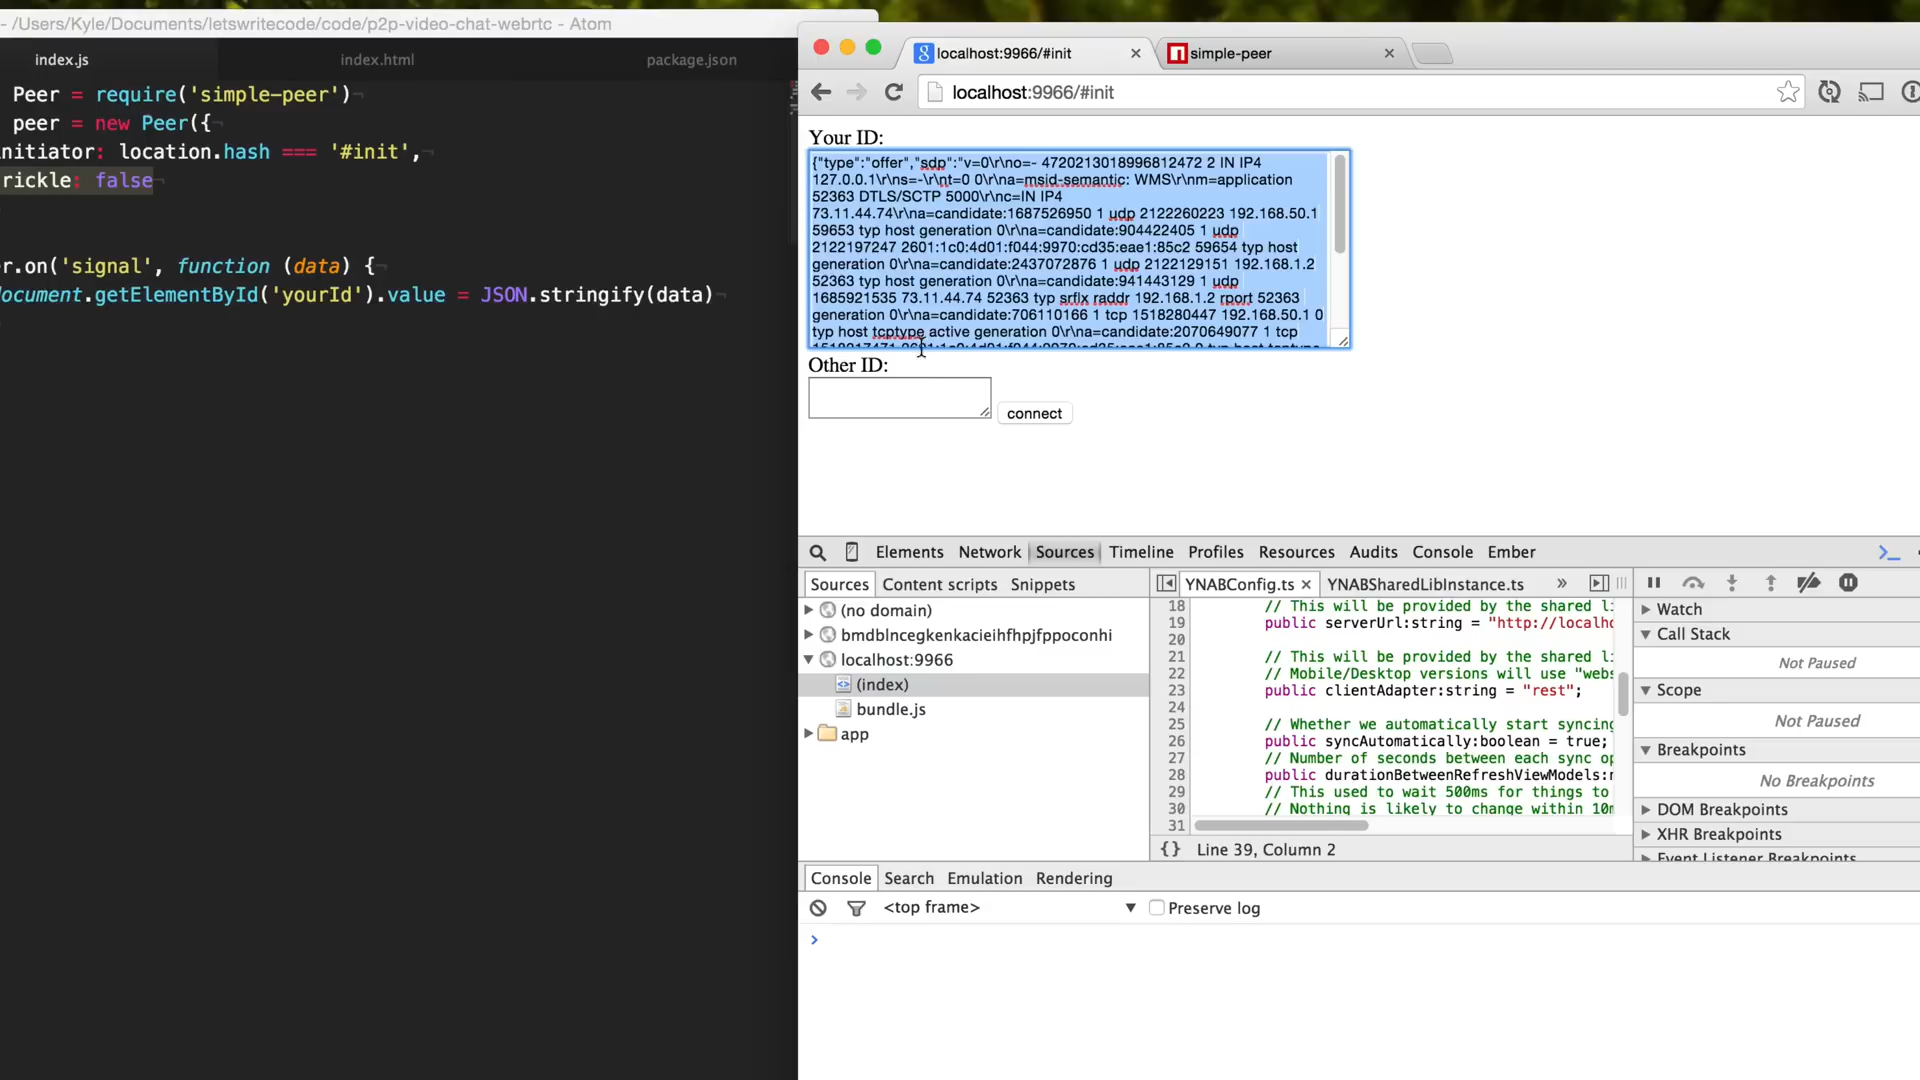 - /Users/Kyle/Documents/letswritecode/code/p2p-video-chat-webrtc - Atom
index.js
index.html
package.json
Peer = require('simple-peer')¬
peer = new Peer({¬
nitiator: location.hash === '#init',¬
rickle: false¬
r.on('signal', function (data) {¬
ocument.getElementById('yourId').value = JSON.stringify(data)¬
¬
localhost:9966/#init
simple-peer
localhost:9966/#init
Your ID:
{"type":"offer","sdp":"v=0\r\no=- 4720213018996812472 2 IN IP4
127.0.0.1\r\ns=-\r\nt=0 0\r\na=msid-semantic: WMS\r\nm=application
52363 DTLS/SCTP 5000\r\nc=IN IP4
73.11.44.74\r\na=candidate:1687526950 1 udp 2122260223 192.168.50.1
59653 typ host generation 0\r\na=candidate:904422405 1 udp
2122197247 2601:1c0:4d01:f044:9970:cd35:eae1:85c2 59654 typ host
generation 0\r\na=candidate:2437072876 1 udp 2122129151 192.168.1.2
52363 typ host generation 0\r\na=candidate:941443129 1 udp
1685921535 73.11.44.74 52363 typ srflx raddr 192.168.1.2 rport 52363
generation 0\r\na=candidate:706110166 1 tcp 1518280447 192.168.50.1 0
typ host tcptype active generation 0\r\na=candidate:2070649077 1 tcp
Other ID:
connect
Elements Network Sources Timeline Profiles Resources Audits Console Ember
Sources Content scripts Snippets
(no domain)
bmdblncegkenkacieihfhpjfppoconhi
localhost:9966
(index)
bundle.js
app
YNABConfig.ts × YNABSharedLibInstance.ts »
18 // This will be provided by the shared li
19 public serverUrl:string = "http://localho
20
21 // This will be provided by the shared li
22 // Mobile/Desktop versions will use "webs
23 public clientAdapter:string = "rest";
24
25 // Whether we automatically start syncing
26 public syncAutomatically:boolean = true;
27 // Number of seconds between each sync op
28 public durationBetweenRefreshViewModels:n
29 // This used to wait 500ms for things to
30 // Nothing is likely to change within 10m
31
{} Line 39, Column 2
Watch
Call Stack
Not Paused
Scope
Not Paused
Breakpoints
No Breakpoints
DOM Breakpoints
XHR Breakpoints
Event Listener Breakpoints
Console Search Emulation Rendering
<top frame> Preserve log